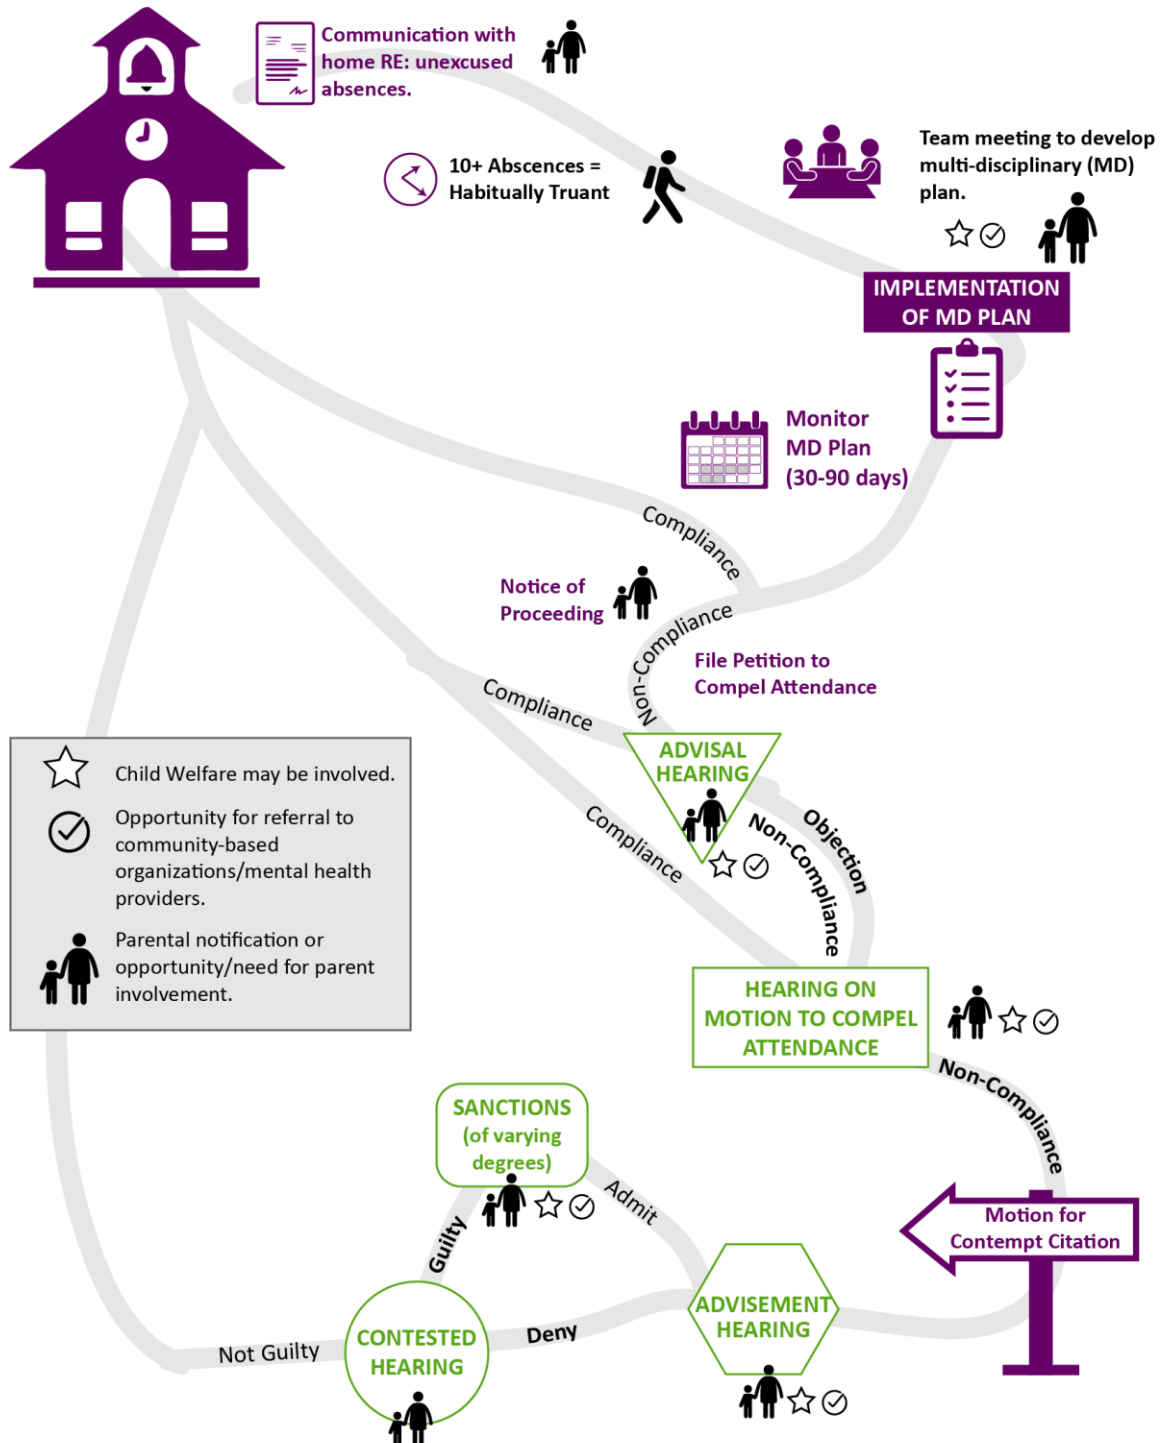 Communication with
home RE: unexcused
absences.
10+ Abscences =
Habitually Truant
Team meeting to develop
multi-disciplinary (MD)
plan.
IMPLEMENTATION
OF MD PLAN
Monitor
MD Plan
(30-90 days)
Compliance
Notice of
Proceeding
Non-Compliance
File Petition to
Compel Attendance
Compliance
ADVISAL
HEARING
Compliance
Objection
Non-Compliance
Child Welfare may be involved.
Opportunity for referral to
community-based
organizations/mental health
providers.
Parental notification or
opportunity/need for parent
involvement.
HEARING ON
MOTION TO COMPEL
ATTENDANCE
Non-Compliance
SANCTIONS
(of varying
degrees)
Admit
Guilty
Motion for
Contempt Citation
ADVISEMENT
HEARING
Deny
CONTESTED
HEARING
Not Guilty